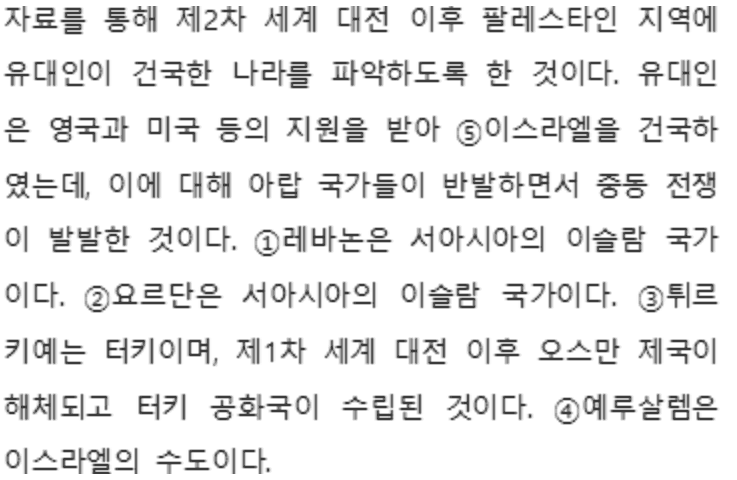 자료를 통해 제2차 세계 대전 이후 팔레스타인 지역에
유대인이 건국한 나라를 파악하도록 한 것이다. 유대인
은 영국과 미국 등의 지원을 받아 ⑤이스라엘을 건국하
였는데, 이에 대해 아랍 국가들이 반발하면서 중동 전쟁
이 발발한 것이다. ①레바논은 서아시아의 이슬람 국가
이다. ②요르단은 서아시아의 이슬람 국가이다. ③튀르
키예는 터키이며, 제1차 세계 대전 이후 오스만 제국이
해체되고 터키 공화국이 수립된 것이다. ④예루살렘은
이스라엘의 수도이다.